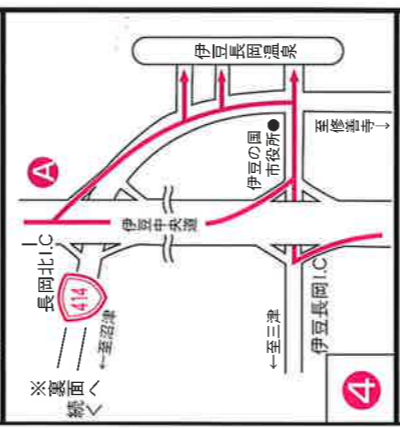 伊豆長岡温泉
A
伊豆の国
市役所
至修善寺→
伊豆中央道
長岡北I.C
414
←至沼津
※裏面へ
続く
←至三津
伊豆長岡I.C
4